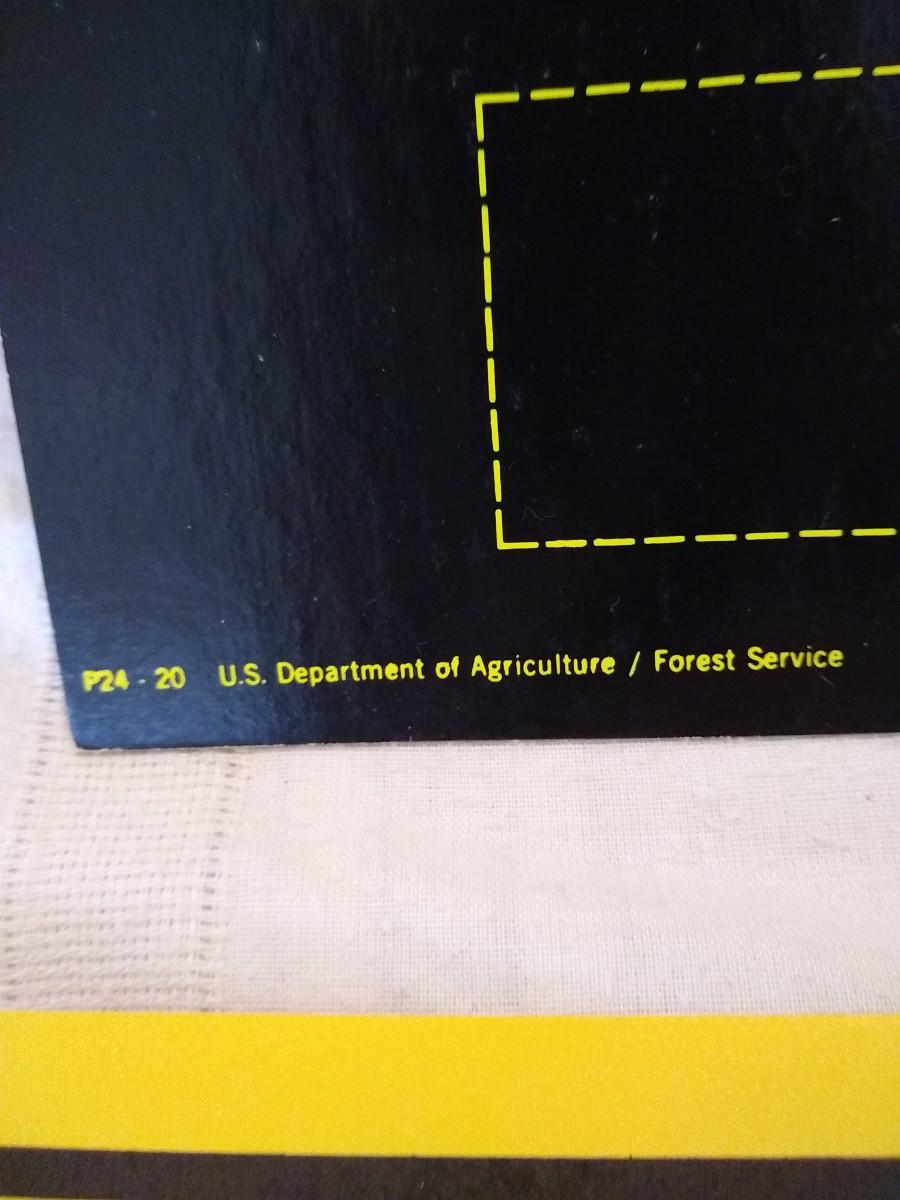 P24 - 20 U.S. Department of Agriculture / Forest Service